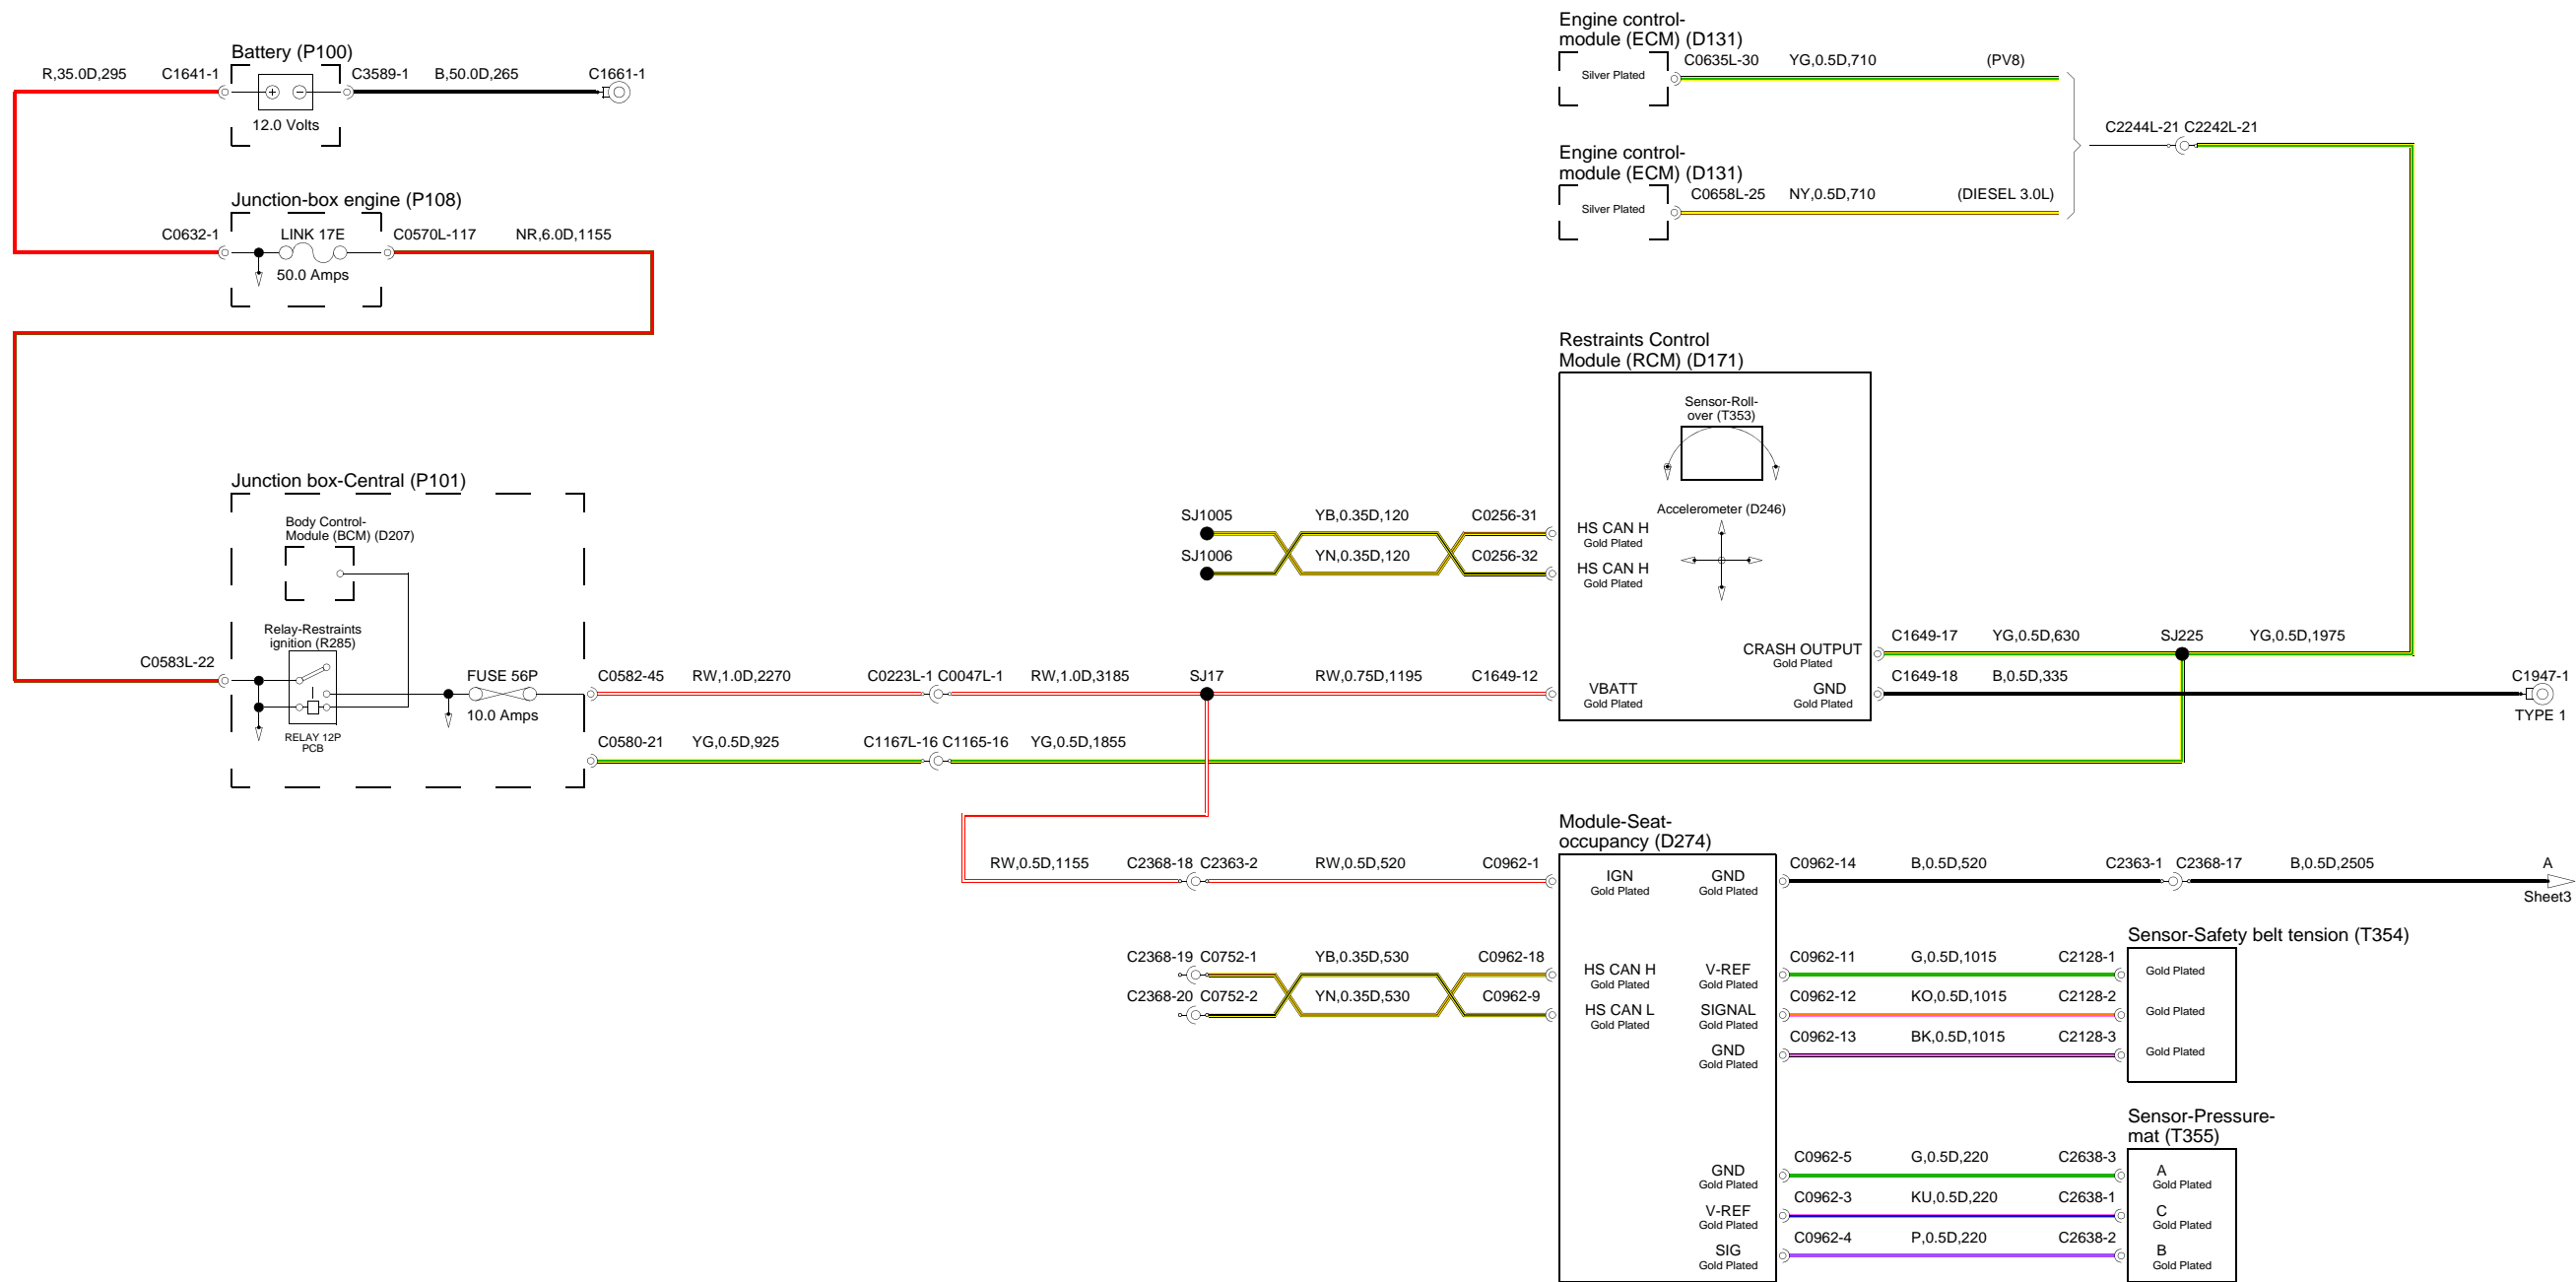 Battery (P100)
R,35.0D,295 C1641-1 C3589-1 B,50.0D,265 C1661-1
12.0 Volts
Junction-box engine (P108)
C0632-1 LINK 17E C0570L-117 NR,6.0D,1155
50.0 Amps
Engine control-
module (ECM) (D131)
C0635L-30 YG,0.5D,710 (PV8)
Silver Plated
C2244L-21 C2242L-21
Engine control-
module (ECM) (D131)
C0658L-25 NY,0.5D,710 (DIESEL 3.0L)
Silver Plated
Restraints Control
Module (RCM) (D171)
Sensor-Roll-
over (T353)
Accelerometer (D246)
SJ1005 YB,0.35D,120 C0256-31
HS CAN H
Gold Plated
SJ1006 YN,0.35D,120 C0256-32
HS CAN H
Gold Plated
CRASH OUTPUT
Gold Plated
C1649-17 YG,0.5D,630 SJ225 YG,0.5D,1975
VBATT
Gold Plated
GND
Gold Plated
C1649-18 B,0.5D,335 C1947-1
TYPE 1
Junction box-Central (P101)
Body Control-
Module (BCM) (D207)
Relay-Restraints
ignition (R285)
C0583L-22
RELAY 12P
PCB
FUSE 56P
10.0 Amps
C0582-45 RW,1.0D,2270 C0223L-1 C0047L-1 RW,1.0D,3185 SJ17 RW,0.75D,1195 C1649-12
C0580-21 YG,0.5D,925 C1167L-16 C1165-16 YG,0.5D,1855
Module-Seat-
occupancy (D274)
RW,0.5D,1155 C2368-18 C2363-2 RW,0.5D,520 C0962-1
IGN
Gold Plated
GND
Gold Plated
C0962-14 B,0.5D,520 C2363-1 C2368-17 B,0.5D,2505 A
Sheet3
C2368-19 C0752-1 YB,0.35D,530 C0962-18
HS CAN H
Gold Plated
C2368-20 C0752-2 YN,0.35D,530 C0962-9
HS CAN L
Gold Plated
Sensor-Safety belt tension (T354)
V-REF
Gold Plated
C0962-11 G,0.5D,1015 C2128-1
Gold Plated
SIGNAL
Gold Plated
C0962-12 KO,0.5D,1015 C2128-2
Gold Plated
GND
Gold Plated
C0962-13 BK,0.5D,1015 C2128-3
Gold Plated
Sensor-Pressure-
mat (T355)
GND
Gold Plated
C0962-5 G,0.5D,220 C2638-3
A
Gold Plated
V-REF
Gold Plated
C0962-3 KU,0.5D,220 C2638-1
C
Gold Plated
SIG
Gold Plated
C0962-4 P,0.5D,220 C2638-2
B
Gold Plated